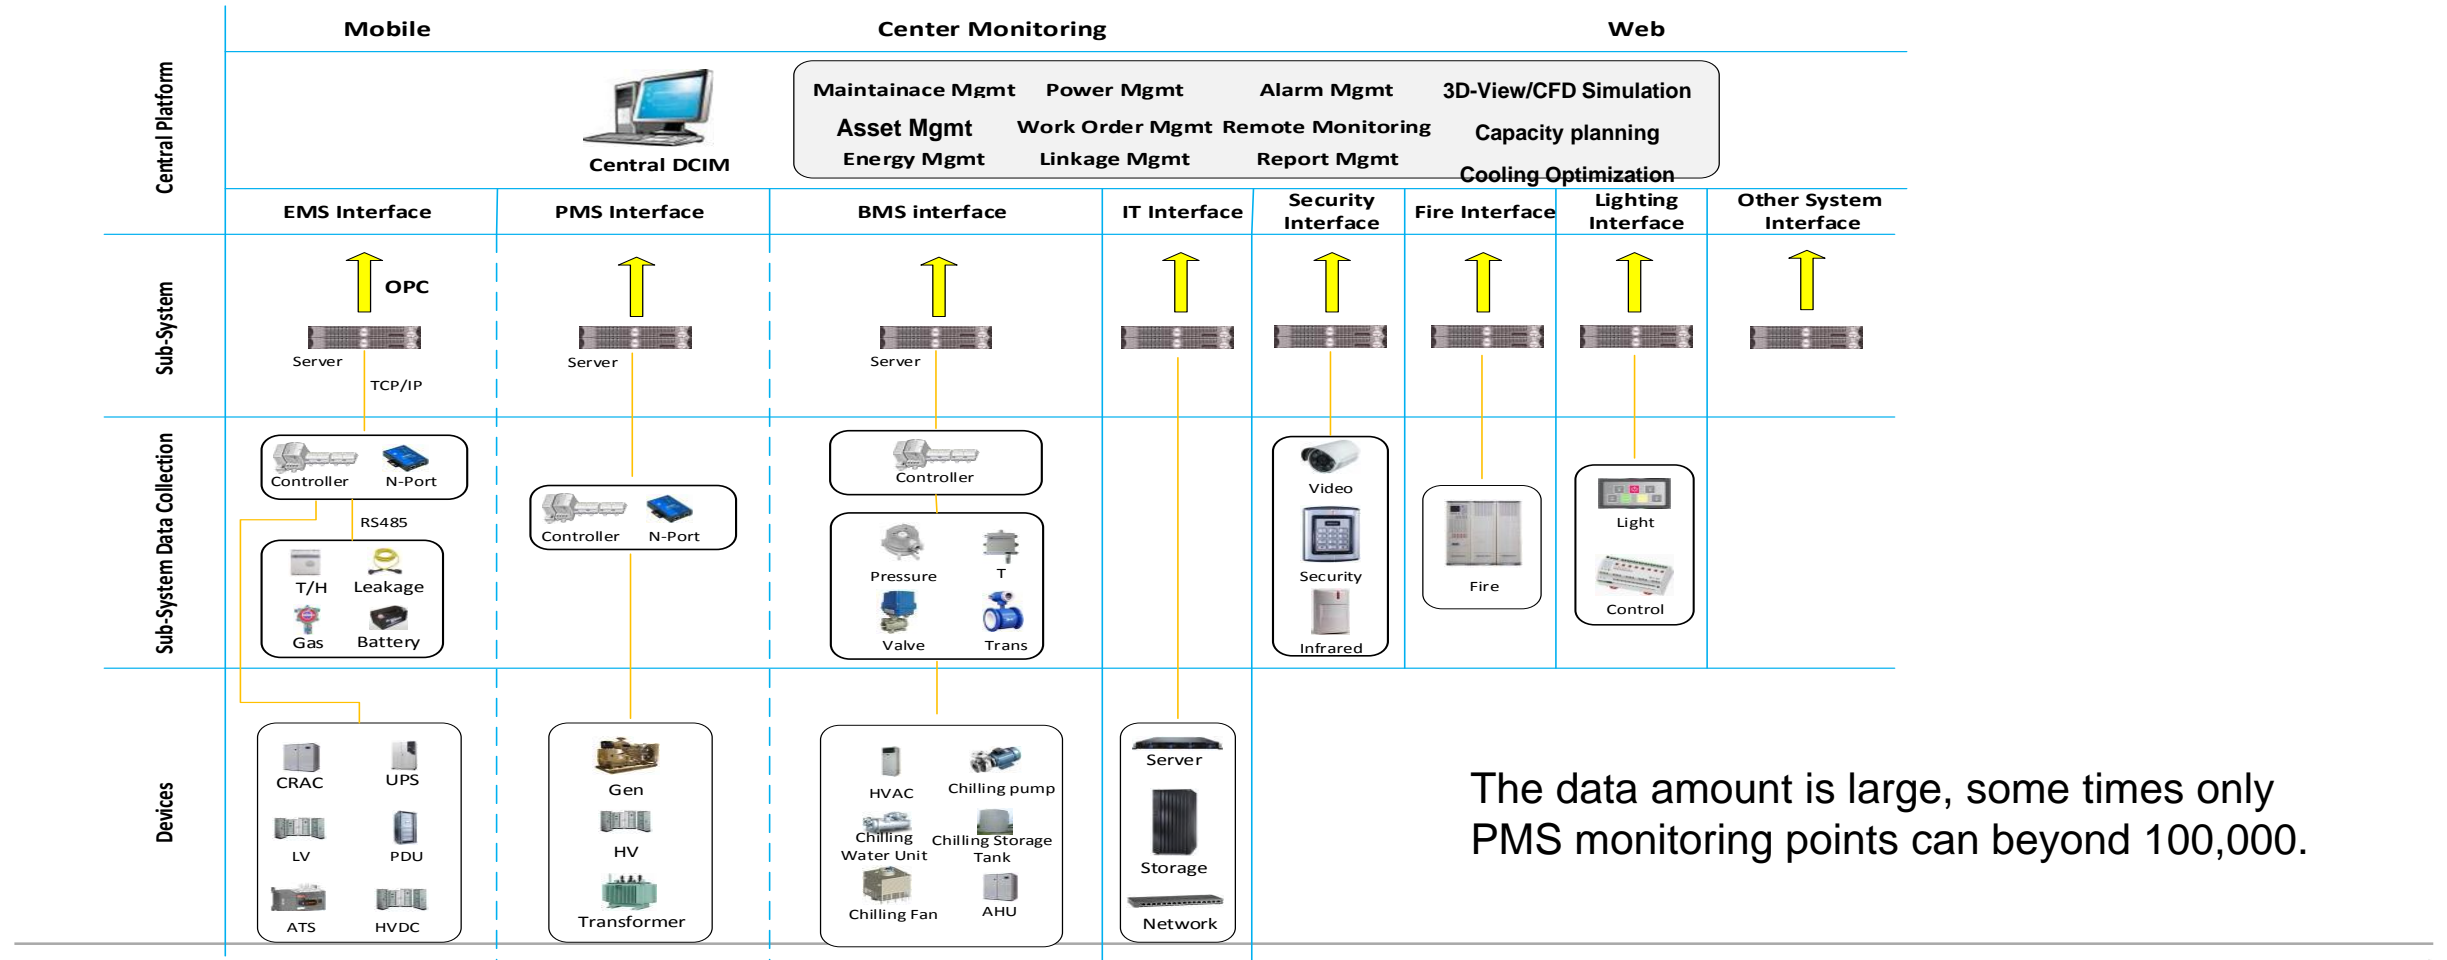 Mobile
Center Monitoring
Web
Central Platform
Central DCIM
Maintainace Mgmt
Power Mgmt
Alarm Mgmt
3D-View/CFD Simulation
Asset Mgmt
Work Order Mgmt
Remote Monitoring
Capacity planning
Energy Mgmt
Linkage Mgmt
Report Mgmt
Cooling Optimization
EMS Interface
PMS Interface
BMS interface
IT Interface
Security
Interface
Fire Interface
Lighting
Interface
Other System
Interface
Sub-System
OPC
Server
Server
Server
TCP/IP
Sub-System Data Collection
Controller
N-Port
RS485
T/H
Leakage
Gas
Battery
Controller
N-Port
Controller
Pressure
T
Valve
Trans
Video
Security
Infrared
Fire
Light
Control
Devices
CRAC
UPS
LV
PDU
ATS
HVDC
Gen
HV
Transformer
HVAC
Chilling pump
Chilling
Water Unit
Chilling Storage
Tank
Chilling Fan
AHU
Server
Storage
Network
The data amount is large, some times only
PMS monitoring points can beyond 100,000.